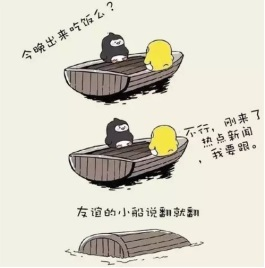 今晚出来吃饭么？
不行，刚来了
热点新闻
，我要跟。
友谊的小船说翻就翻